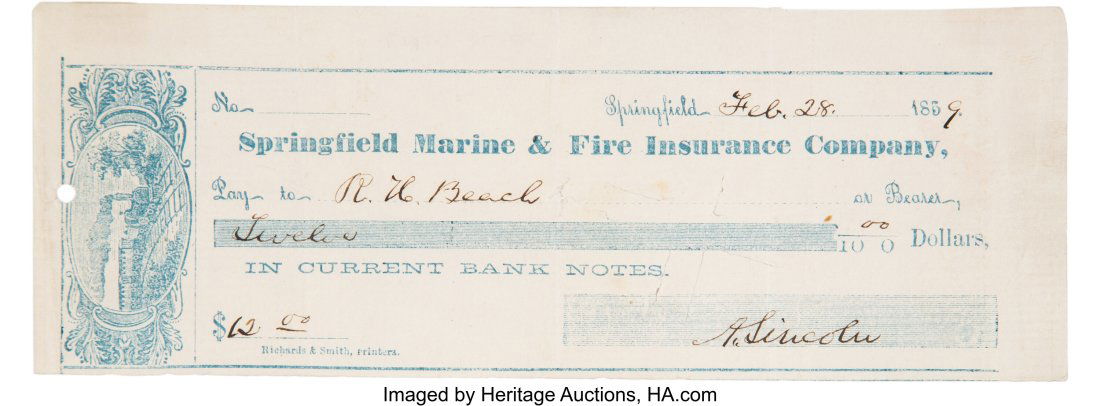 No. Springfield Feb. 28. 1859.
Springfield Marine & Fire Insurance Company,
Pay to R. H. Beach or Bearer,
Twelve 00/100 Dollars,
IN CURRENT BANK NOTES.
$12 00
A. Lincoln
Richards & Smith, printers.
Imaged by Heritage Auctions, HA.com